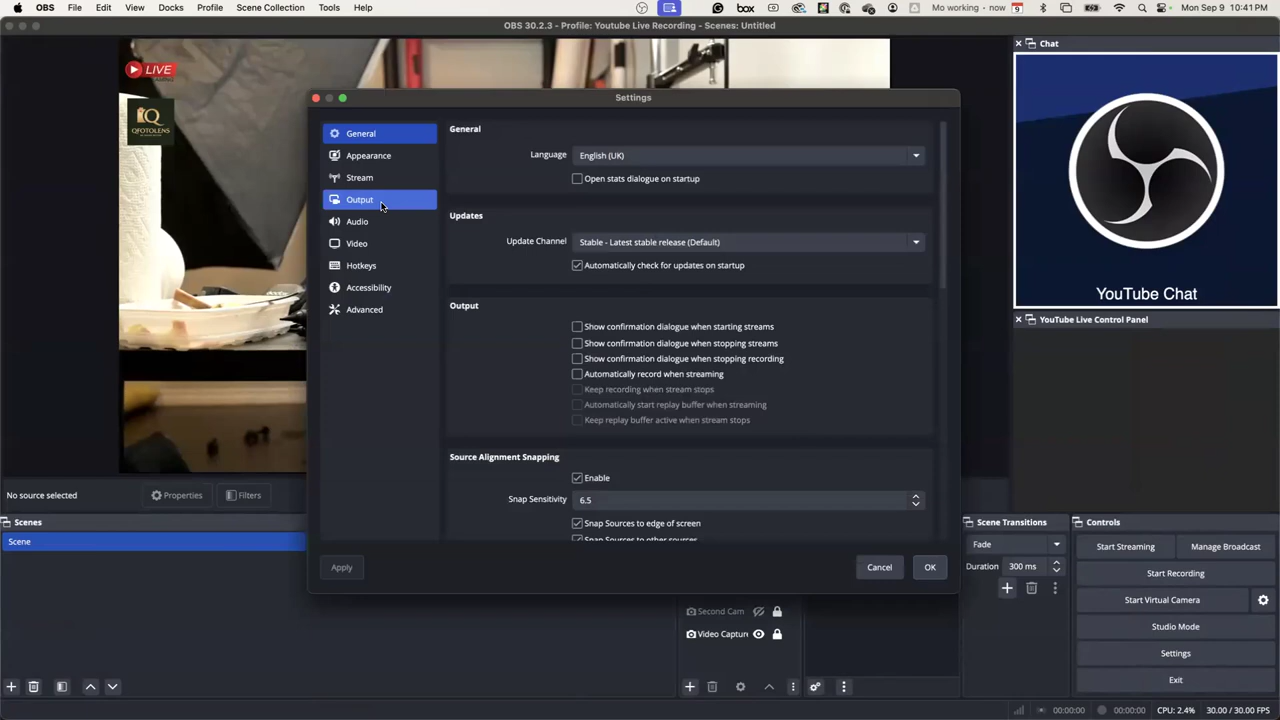 OBS File Edit View Docks Profile Scene Collection Tools Help
box Mo working - now Mon Sep 9 10:41 PM
OBS 30.2.3 - Profile: Youtube Live Recording - Scenes: Untitled
LIVE
QFOTOLENS
Settings
General
Appearance
Stream
Output
Audio
Video
Hotkeys
Accessibility
Advanced
General
Language English (UK)
Open stats dialogue on startup
Updates
Update Channel Stable - Latest stable release (Default)
Automatically check for updates on startup
Output
Show confirmation dialogue when starting streams
Show confirmation dialogue when stopping streams
Show confirmation dialogue when stopping recording
Automatically record when streaming
Keep recording when stream stops
Automatically start replay buffer when streaming
Keep replay buffer active when stream stops
Source Alignment Snapping
Enable
Snap Sensitivity 6.5
Snap Sources to edge of screen
Snap Sources to other sources
Apply Cancel OK
Chat
YouTube Chat
YouTube Live Control Panel
No source selected Properties Filters
Scenes
Scene
Second Cam
Video Capture
Scene Transitions
Fade
Duration 300 ms
Controls
Start Streaming Manage Broadcast
Start Recording
Start Virtual Camera
Studio Mode
Settings
Exit
00:00:00 00:00:00 CPU: 2.4% 30.00 / 30.00 FPS